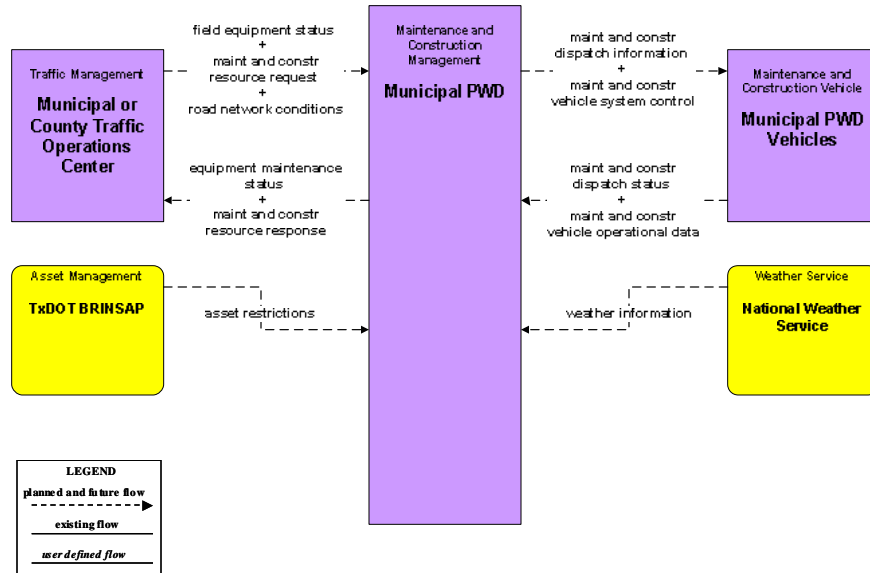 field equipment status
+
maint and constr
resource request
+
road network conditions
Maintenance and
Construction
Management
Municipal PWD
maint and constr
dispatch information
+
maint and constr
vehicle system control
Traffic Management
Municipal or
County Traffic
Operations
Center
Maintenance and
Construction Vehicle
Municipal PWD
Vehicles
equipment maintenance
status
+
maint and constr
resource response
maint and constr
dispatch status
+
maint and constr
vehicle operational data
Asset Management
TxDOT BRINSAP
asset restrictions
weather information
Weather Service
National Weather
Service
LEGEND
planned and future flow
existing flow
user defined flow